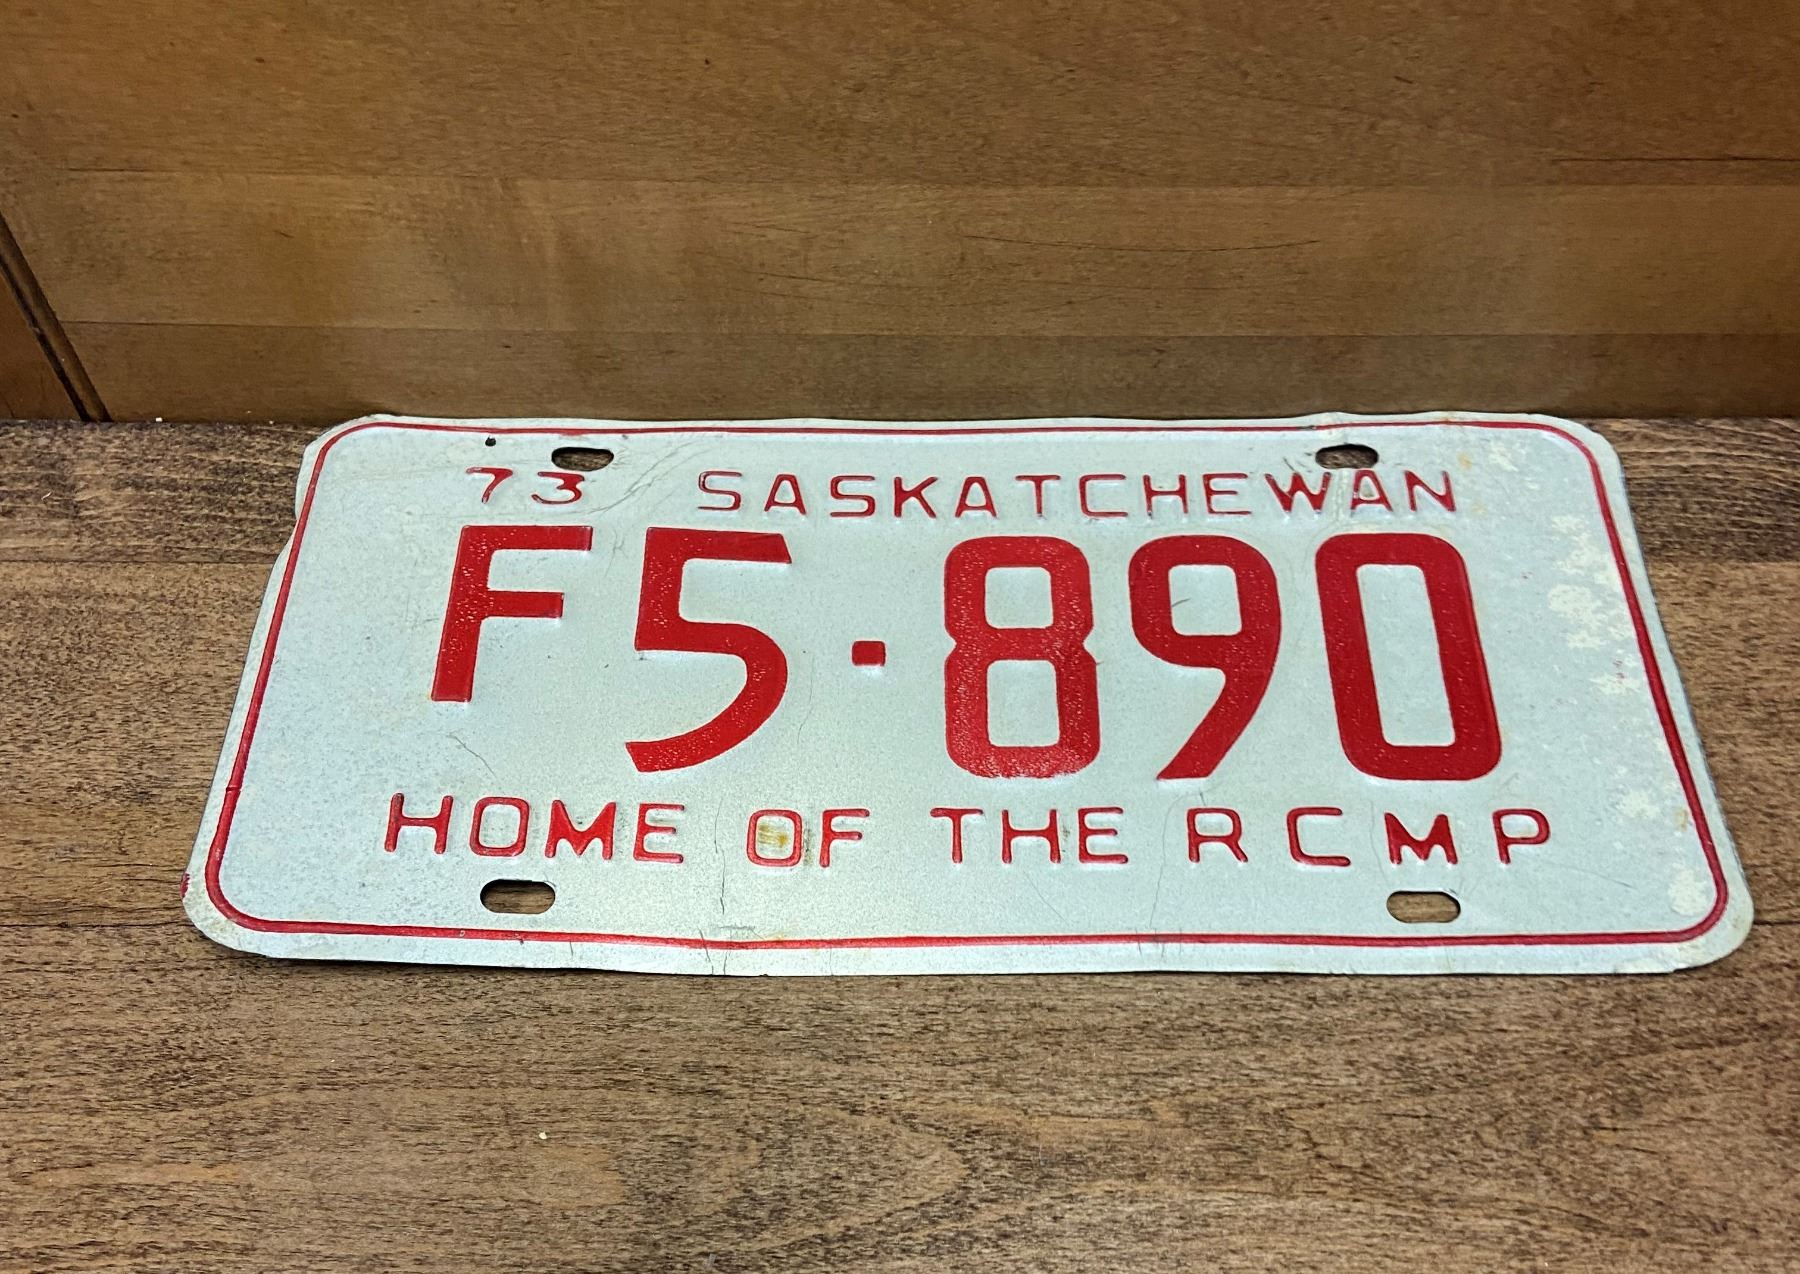 73 SASKATCHEWAN
F5·890
HOME OF THE RCMP